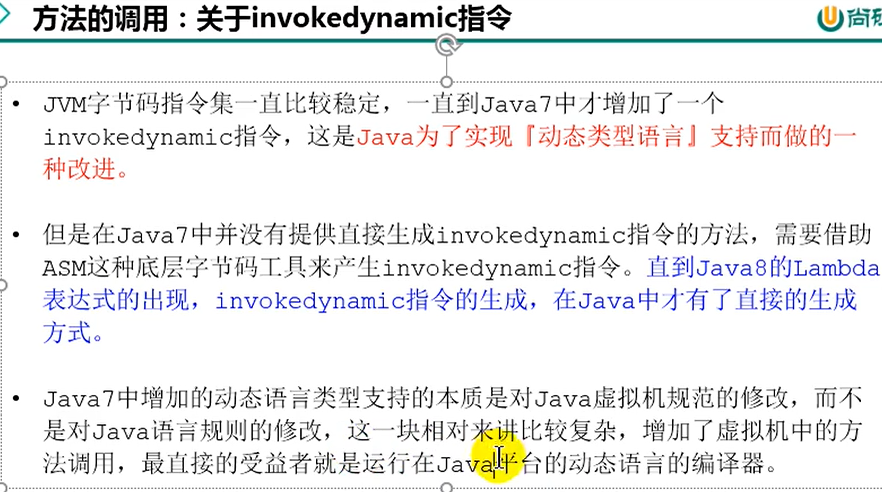 方法的调用：关于invokedynamic指令
尚硅
• JVM字节码指令集一直比较稳定，一直到Java7中才增加了一个
invokedynamic指令，这是Java为了实现『动态类型语言』支持而做的一
种改进。
• 但是在Java7中并没有提供直接生成invokedynamic指令的方法，需要借助
ASM这种底层字节码工具来产生invokedynamic指令。直到Java8的Lambda
表达式的出现，invokedynamic指令的生成，在Java中才有了直接的生成
方式。
• Java7中增加的动态语言类型支持的本质是对Java虚拟机规范的修改，而不
是对Java语言规则的修改，这一块相对来讲比较复杂，增加了虚拟机中的方
法调用，最直接的受益者就是运行在Java平台的动态语言的编译器。